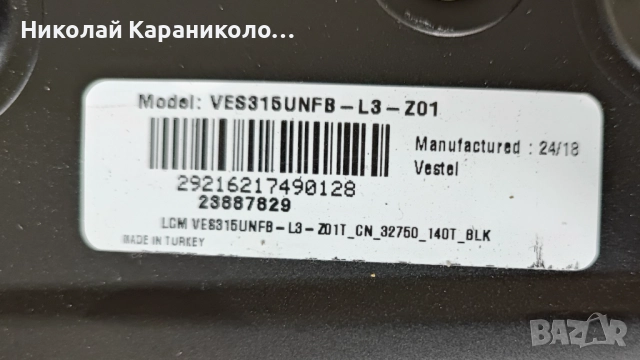 Николай Караниколо...
Model: VES315UNFB-L3-Z01
Manufactured : 24/18
Vestel
29216217490128
23887829
LCM VES315UNFB-L3-Z01T_CN_32750_140T_BLK
MADE IN TURKEY
BAZAR